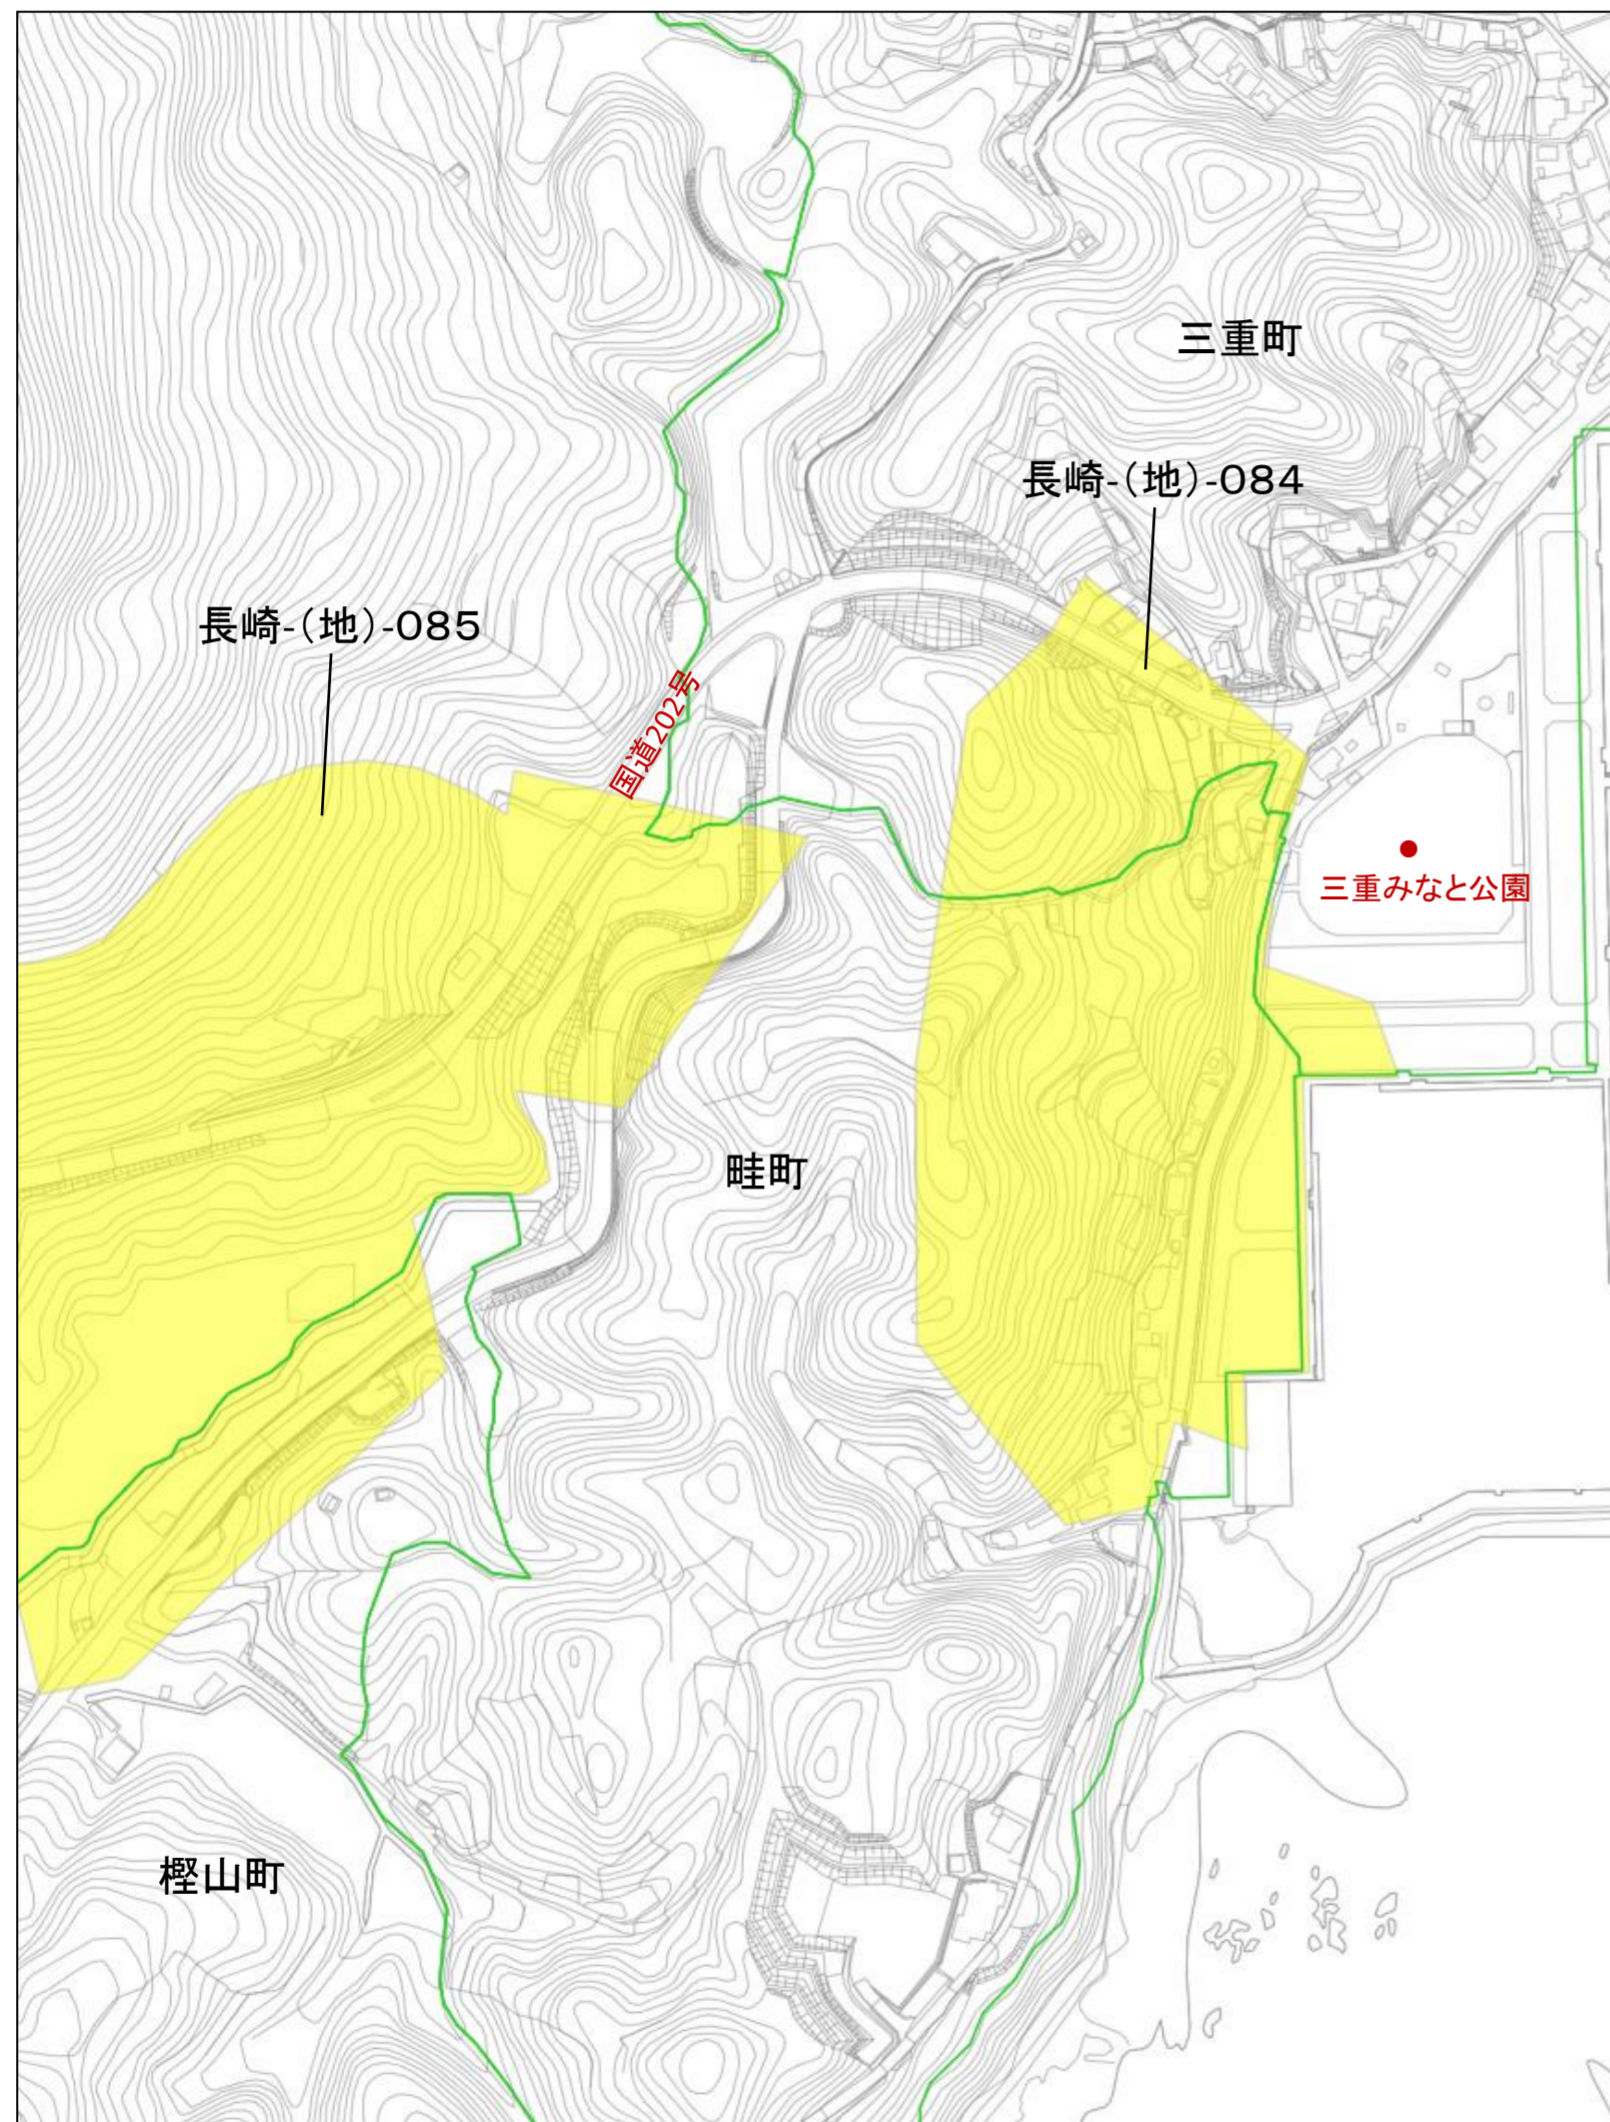 三重町
長崎-（地）-084
長崎-（地）-085
国道202号
三重みなと公園
畦町
樫山町